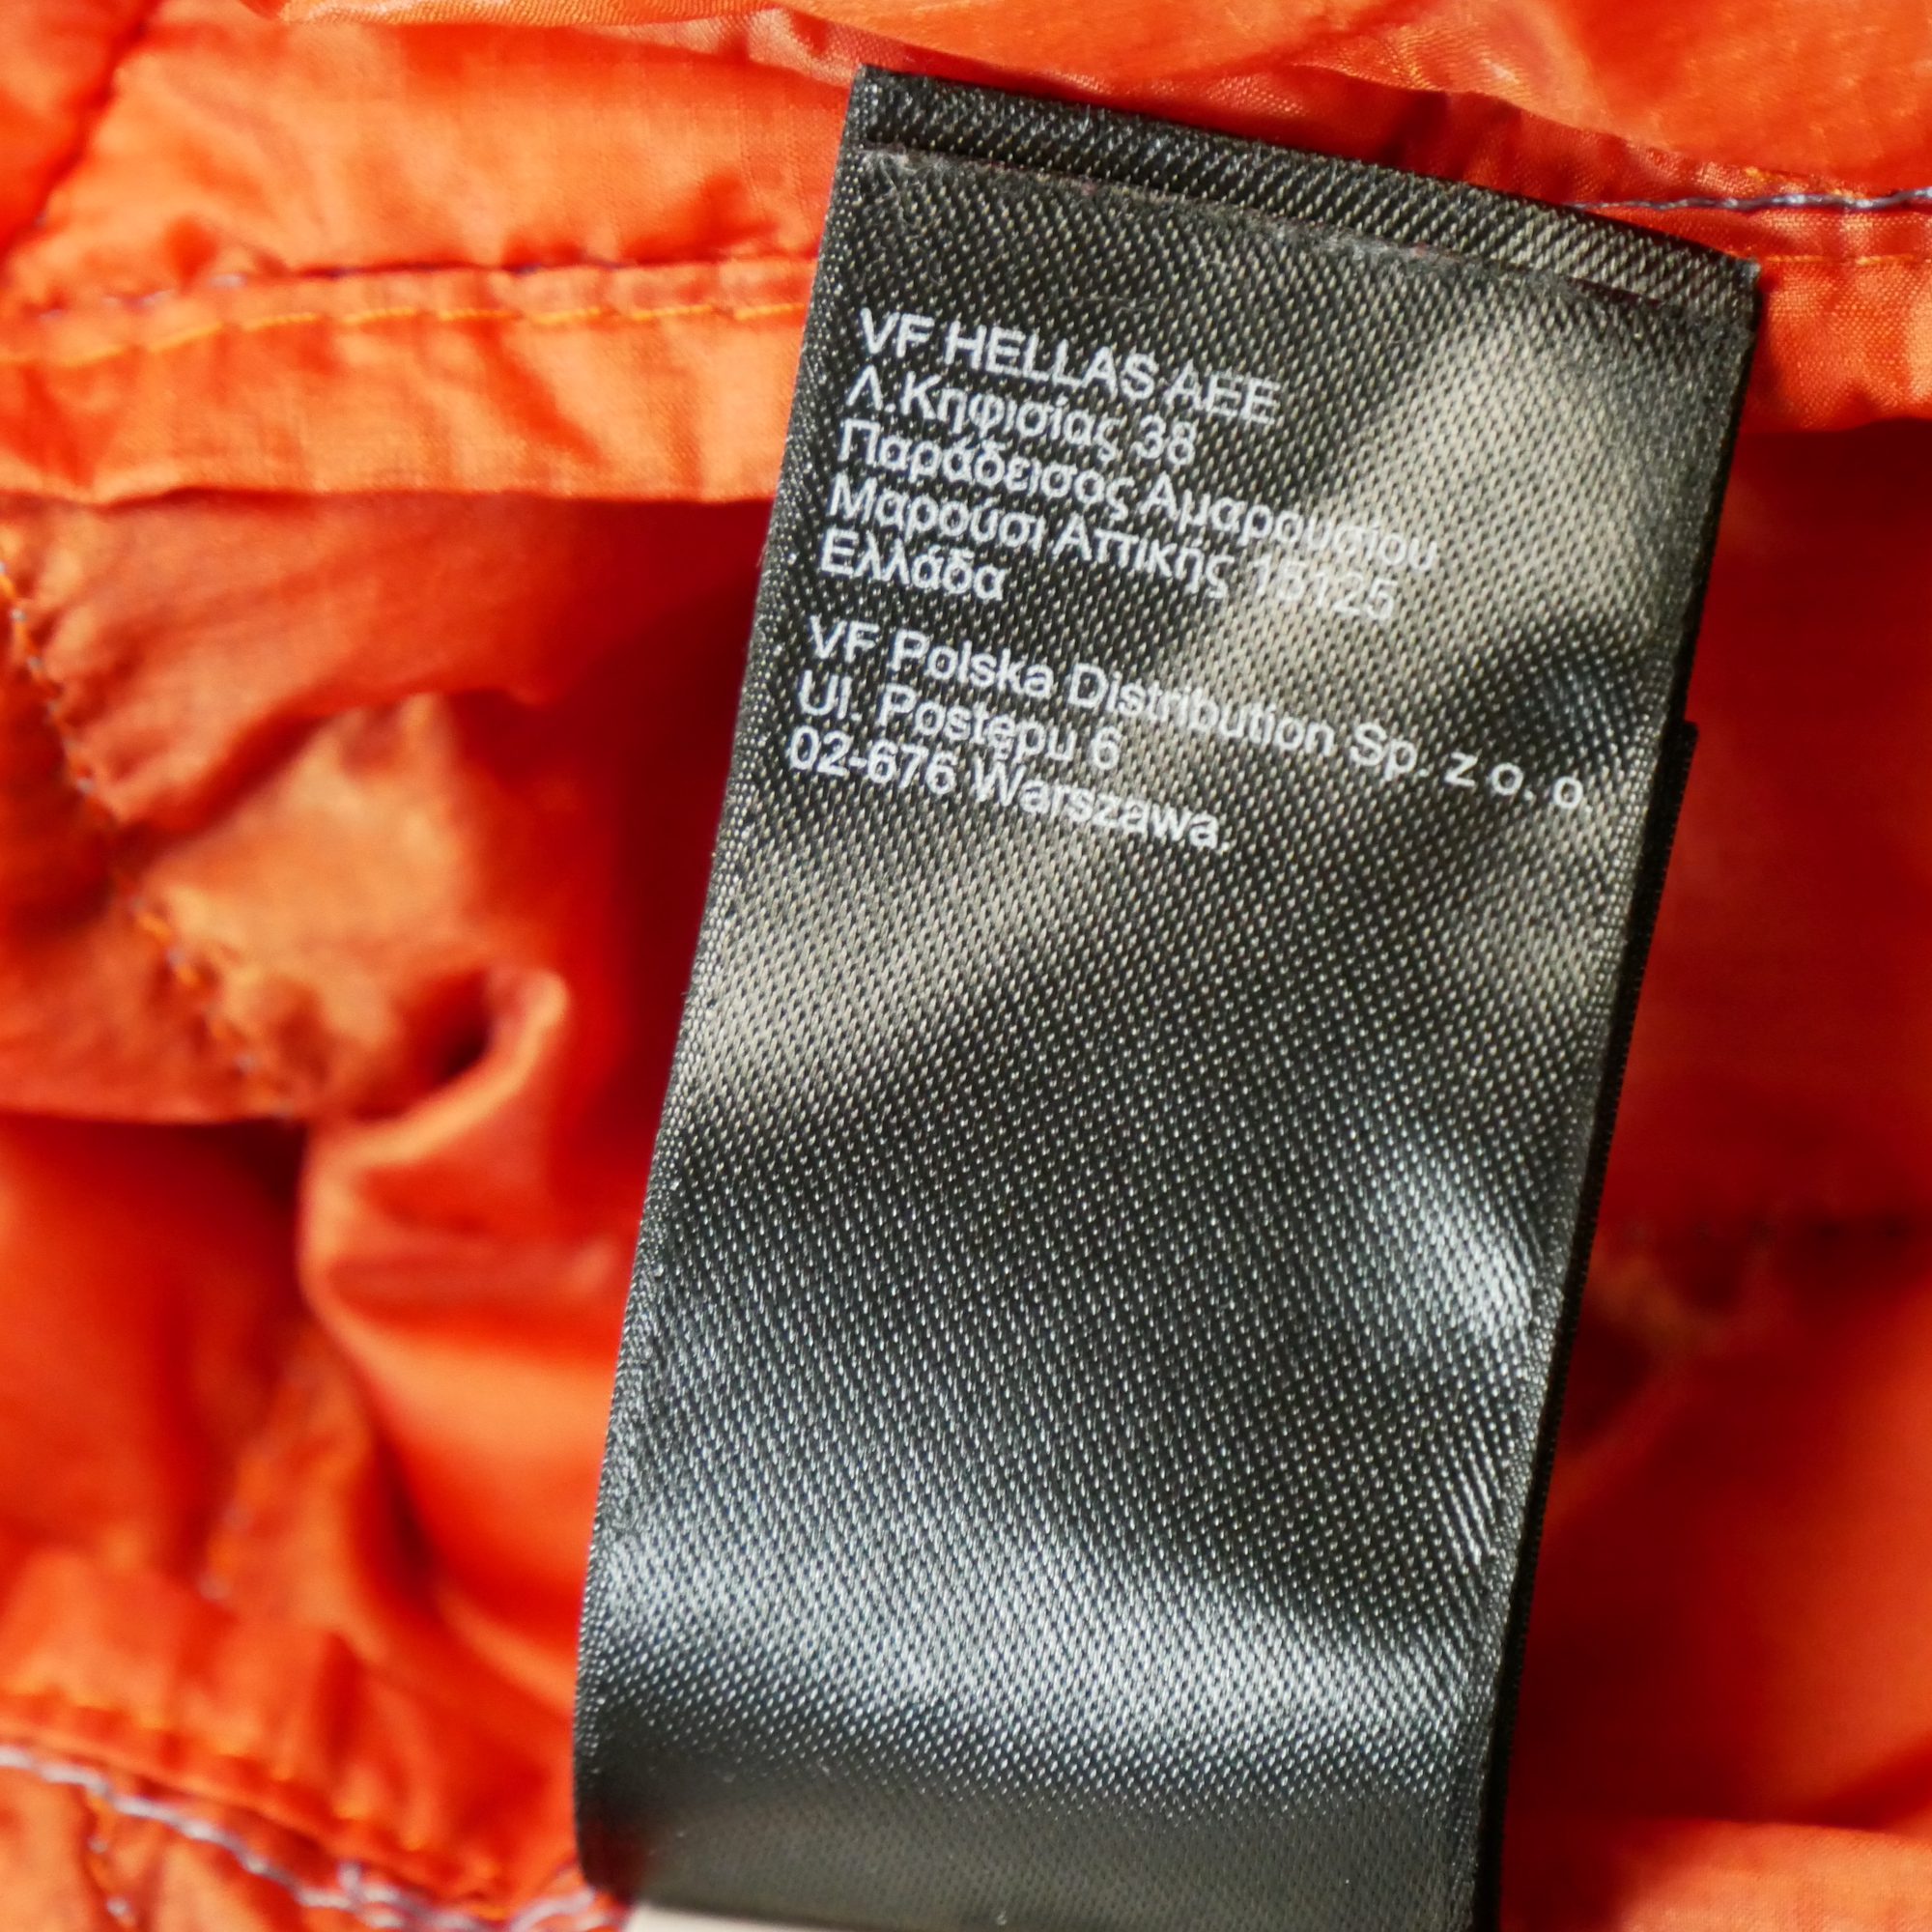 VF HELLAS AEE
Λ.Κηφισίας 38
Παράδεισος Αμαρουσίου
Μαρούσι Αττικής 15125
Ελλάδα
VF Polska Distribution Sp. z o. o.
Ul. Postępu 6
02-676 Warszawa.